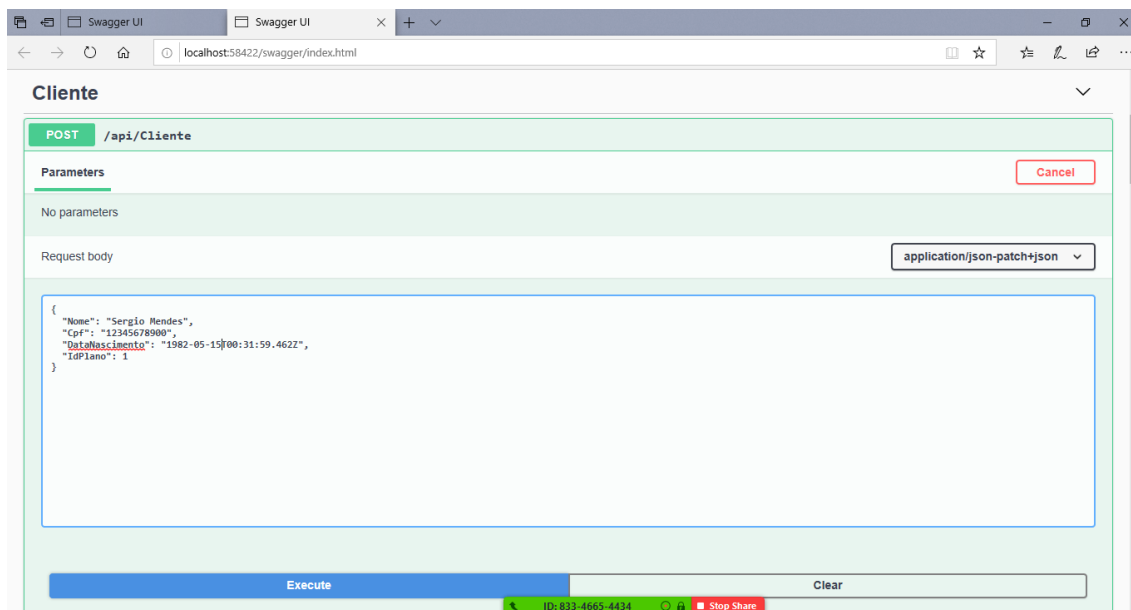 Swagger UI
Swagger UI
localhost:58422/swagger/index.html
Cliente
POST /api/Cliente
Parameters
Cancel
No parameters
Request body
application/json-patch+json
{
"Nome": "Sergio Mendes",
"Cpf": "12345678900",
"DataNascimento": "1982-05-15T00:31:59.462Z",
"IdPlano": 1
}
Execute
Clear
ID: 833-4665-4434
Stop Share